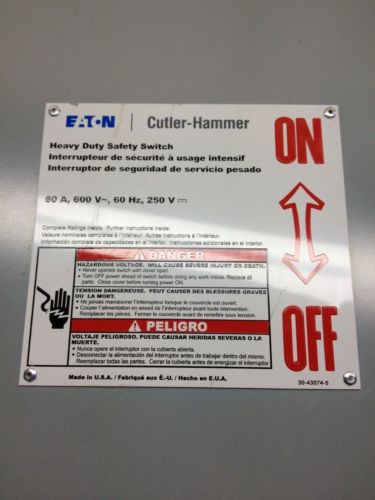 EATON | Cutler-Hammer
ON
Heavy Duty Safety Switch
Interrupteur de sécurité à usage intensif
Interruptor de seguridad de servicio pesado
60 A, 600 V~, 60 Hz, 250 V ⎓
Complete Ratings Inside. Further Instructions Inside.
Valeurs nominales complètes à l'intérieur. Autres instructions à l'intérieur.
Información completa de capacidades en el interior. Instrucciones adicionales en el interior.
DANGER
HAZARDOUS VOLTAGE. WILL CAUSE SEVERE INJURY OR DEATH.
• Never operate switch with cover open.
• Turn OFF power ahead of switch before doing any work inside. Replace all
parts. Close cover before turning power ON.
TENSION DANGEREUSE. PEUT CAUSER DES BLESSURES GRAVES
OU LA MORT.
• Ne jamais manoeuvrer l'interrupteur lorsque le couvercle est ouvert.
• Couper l'alimentation en amont de l'interrupteur avant d'y travailler.
Remplacer les pièces. Fermer le couvercle avant de remettre sous tension.
PELIGRO
VOLTAJE PELIGROSO. PUEDE CAUSAR HERIDAS SEVERAS O LA
MUERTE.
• Nunca opere el interruptor con la cubierta abierta.
• Desconectar la alimentación del interruptor antes de trabajar dentro del mismo.
Reemplazar todas las partes. Cerrar la cubierta antes de energizar el interruptor.
OFF
Made in U.S.A. / Fabriqué aux É.-U. / Hecho en E.U.A.
30-43074-5